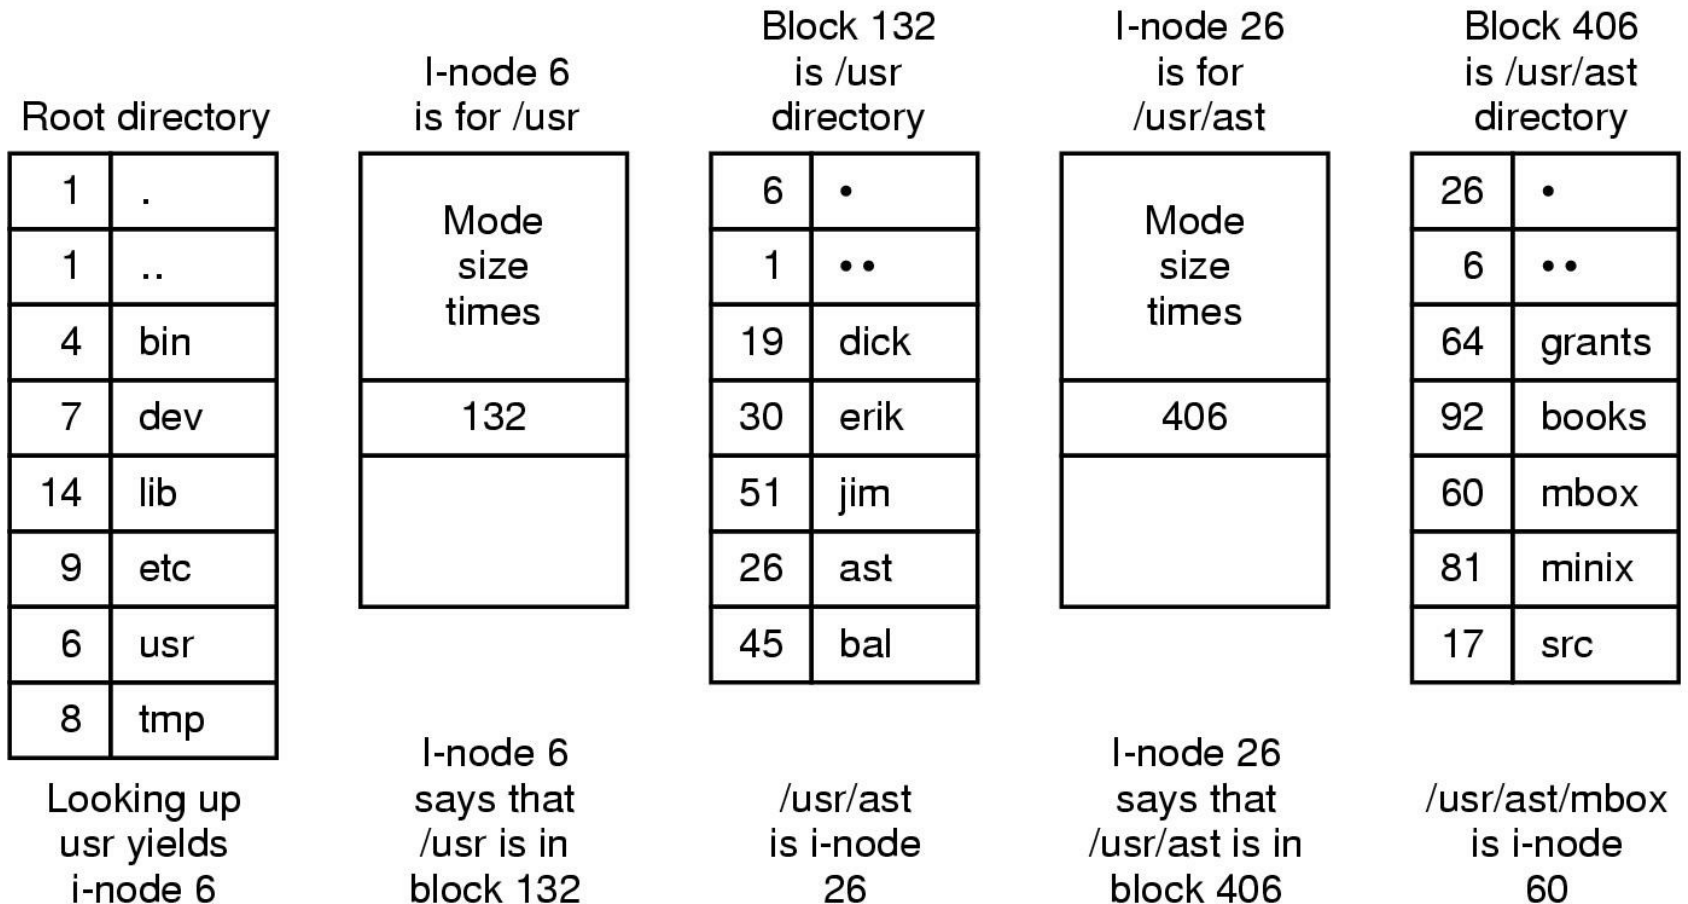 Root directory
1 .
1 ..
4 bin
7 dev
14 lib
9 etc
6 usr
8 tmp
Looking up
usr yields
i-node 6
I-node 6
is for /usr
Mode
size
times
132
I-node 6
says that
/usr is in
block 132
Block 132
is /usr
directory
6 •
1 ••
19 dick
30 erik
51 jim
26 ast
45 bal
/usr/ast
is i-node
26
I-node 26
is for
/usr/ast
Mode
size
times
406
I-node 26
says that
/usr/ast is in
block 406
Block 406
is /usr/ast
directory
26 •
6 ••
64 grants
92 books
60 mbox
81 minix
17 src
/usr/ast/mbox
is i-node
60